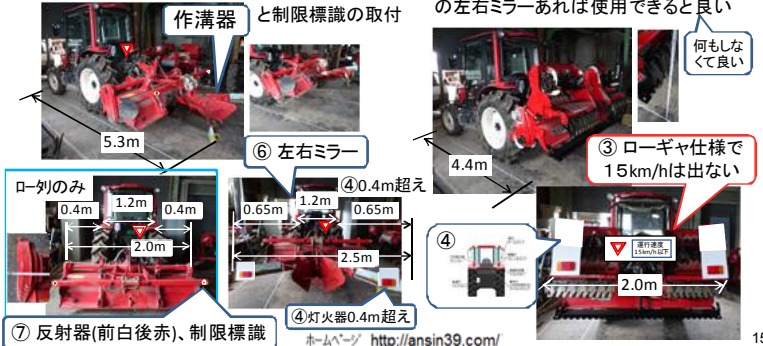 作溝器
と制限標識の取付
の左右ミラーあれば使用できると良い
何もしな
くて良い
5.3m
⑥ 左右ミラー
4.4m
③ ローギャ仕様で
15km/hは出ない
ロータリのみ
0.4m
1.2m
0.4m
2.0m
④0.4m超え
0.65m
1.2m
0.65m
2.5m
④
運行速度
15km/h以下
2.0m
④灯火器0.4m超え
⑦ 反射器(前白後赤)、制限標識
ホームページ http://ansin39.com/
15